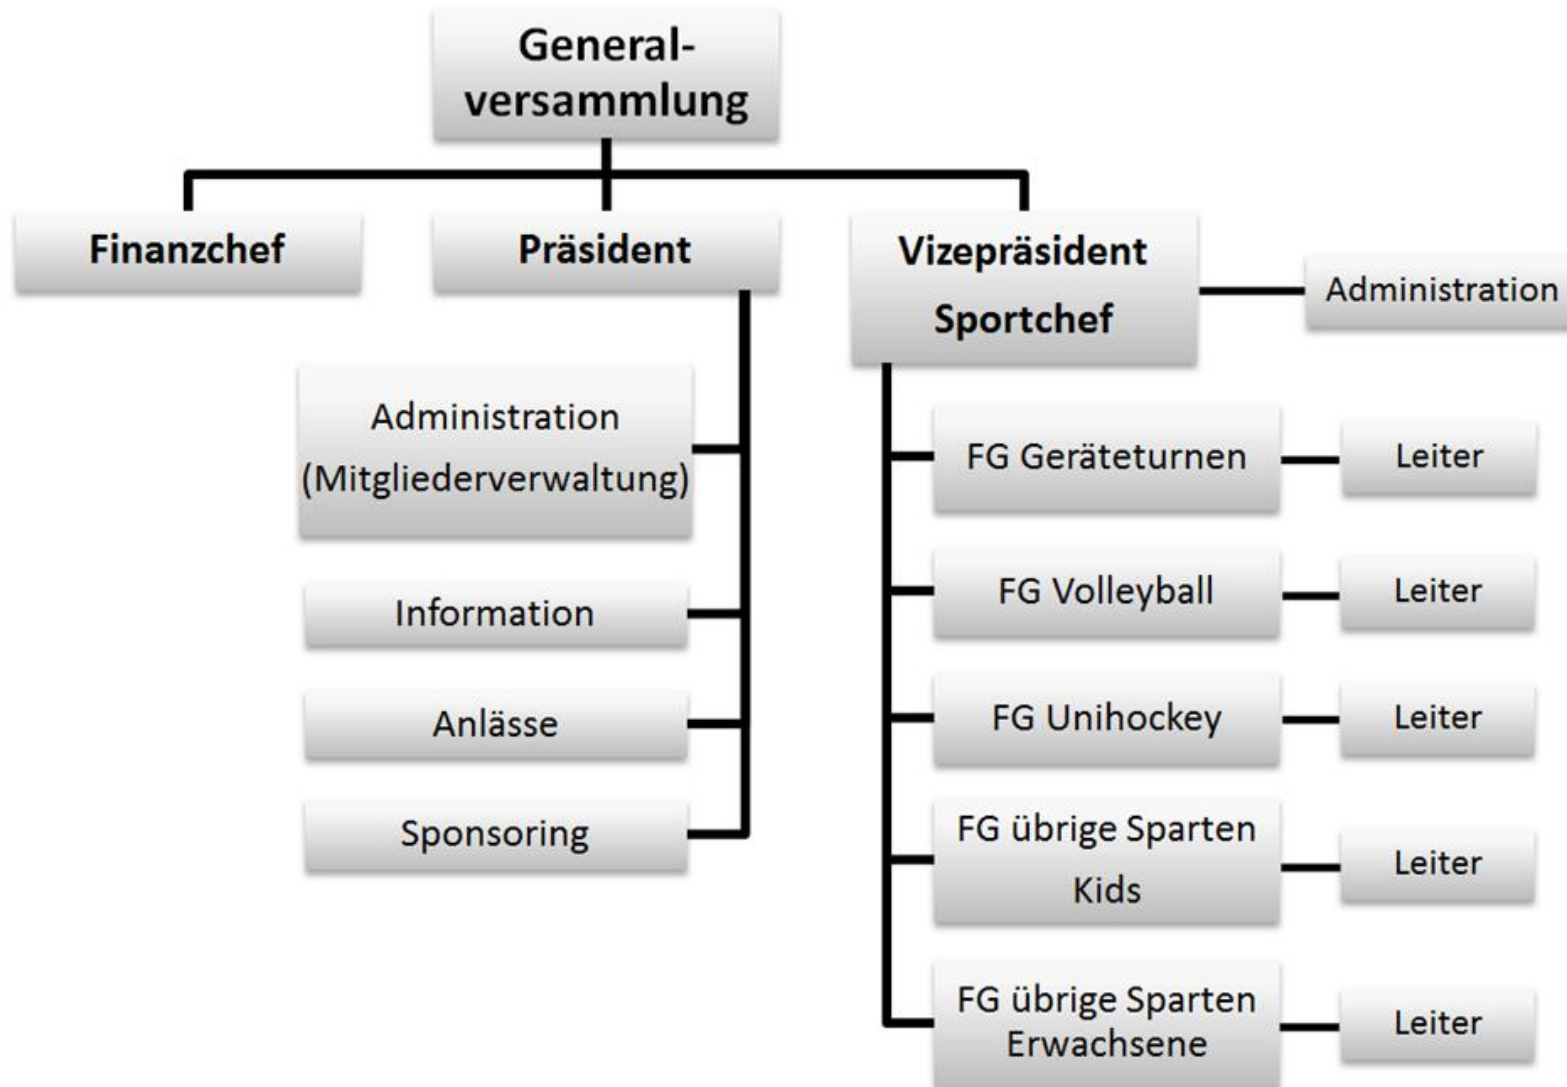 General-
versammlung
Finanzchef
Präsident
Vizepräsident
Sportchef
Administration
Administration
(Mitgliederverwaltung)
Information
Anlässe
Sponsoring
FG Geräteturnen
Leiter
FG Volleyball
Leiter
FG Unihockey
Leiter
FG übrige Sparten
Kids
Leiter
FG übrige Sparten
Erwachsene
Leiter